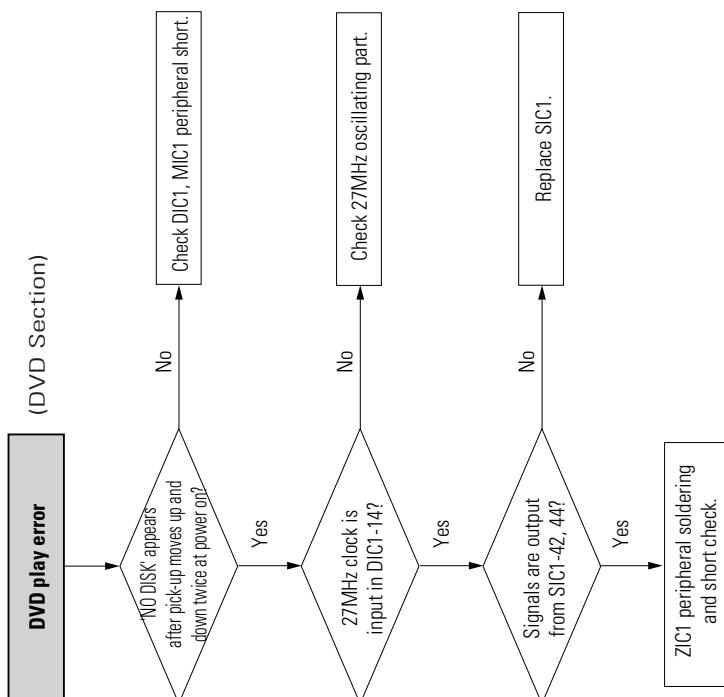 (DVD Section)
DVD play error
'NO DISK' appears
after pick-up moves up and
down twice at power on?
No
Check DIC1, MIC1 peripheral short.
Yes
27MHz clock is
input in DIC1-14?
No
Check 27MHz oscillating part.
Yes
Signals are output
from SIC1-42, 44?
No
Replace SIC1.
Yes
ZIC1 peripheral soldering
and short check.